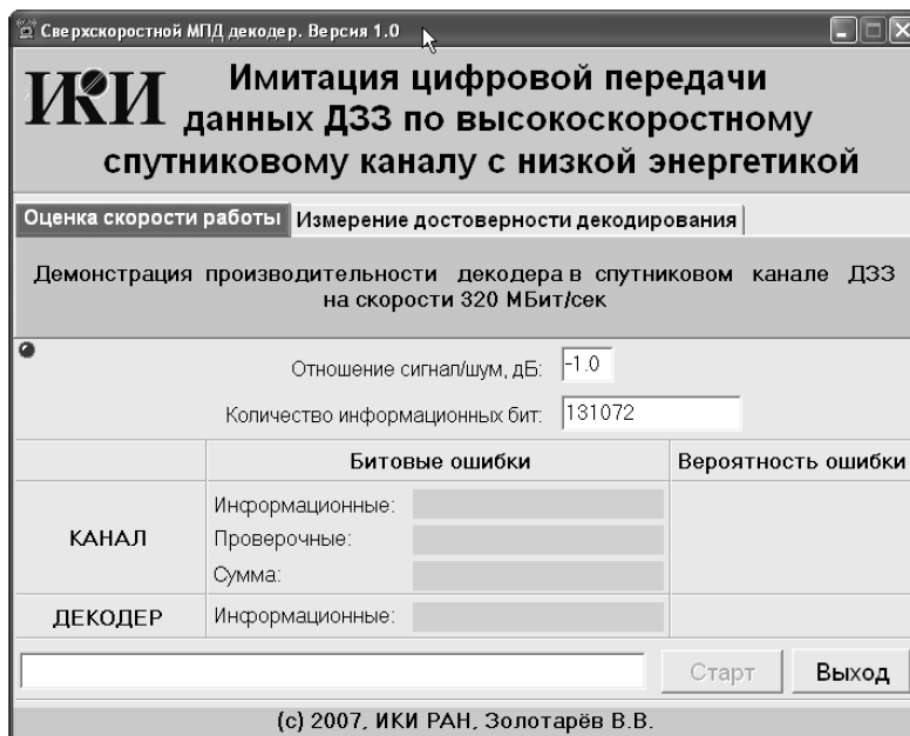 Сверхскоростной МПД декодер. Версия 1.0
ИКИ
Имитация цифровой передачи
данных ДЗЗ по высокоскоростному
спутниковому каналу с низкой энергетикой
Оценка скорости работы Измерение достоверности декодирования
Демонстрация производительности декодера в спутниковом канале ДЗЗ
на скорости 320 МБит/сек
Отношение сигнал/шум, дБ: -1.0
Количество информационных бит: 131072
Битовые ошибки Вероятность ошибки
КАНАЛ
Информационные:
Проверочные:
Сумма:
ДЕКОДЕР Информационные:
Старт Выход
(c) 2007, ИКИ РАН, Золотарёв В.В.